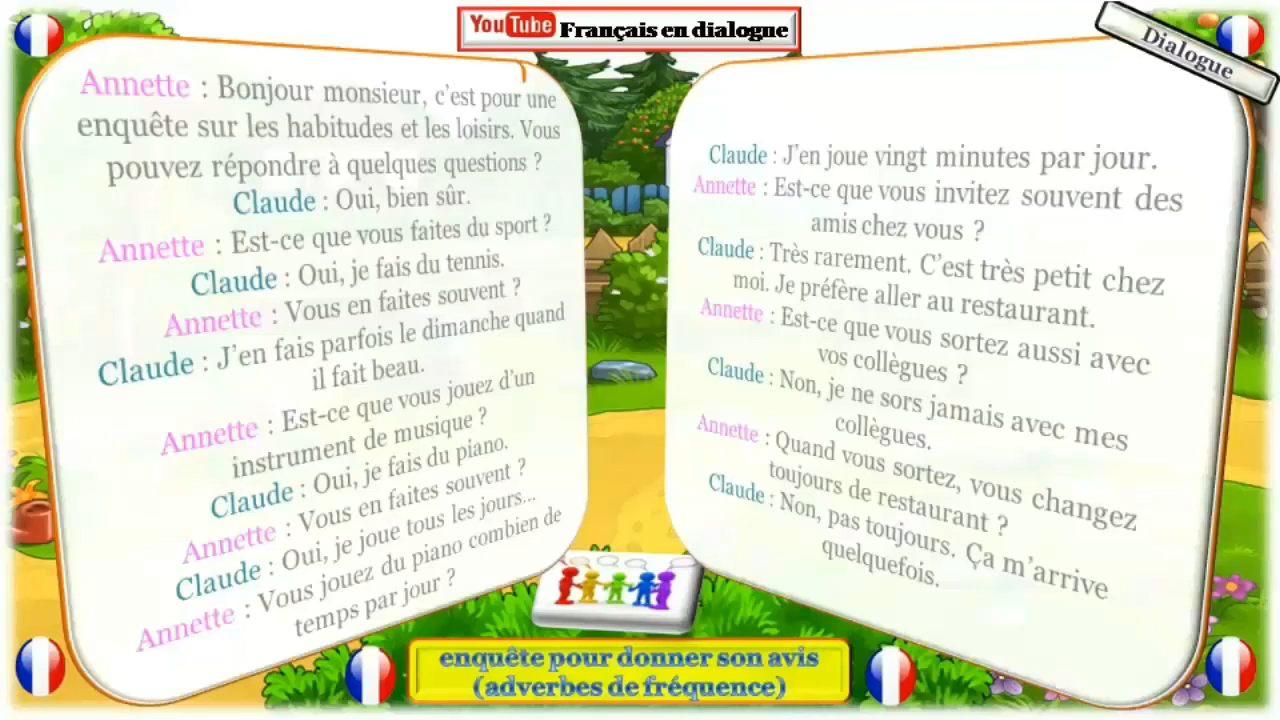 YouTube Français en dialogue
Dialogue
Annette : Bonjour monsieur, c'est pour une
enquête sur les habitudes et les loisirs. Vous
pouvez répondre à quelques questions ?
Claude : Oui, bien sûr.
Annette : Est-ce que vous faites du sport ?
Claude : Oui, je fais du tennis.
Annette : Vous en faites souvent ?
Claude : J'en fais parfois le dimanche quand
il fait beau.
Annette : Est-ce que vous jouez d'un
instrument de musique ?
Claude : Oui, je fais du piano.
Annette : Vous en faites souvent ?
Claude : Oui, je joue tous les jours...
Annette : Vous jouez du piano combien de
temps par jour ?
Claude : J'en joue vingt minutes par jour.
Annette : Est-ce que vous invitez souvent des
amis chez vous ?
Claude : Très rarement. C'est très petit chez
moi. Je préfère aller au restaurant.
Annette : Est-ce que vous sortez aussi avec
vos collègues ?
Claude : Non, je ne sors jamais avec mes
collègues.
Annette : Quand vous sortez, vous changez
toujours de restaurant ?
Claude : Non, pas toujours. Ça m'arrive
quelquefois.
enquête pour donner son avis
(adverbes de fréquence)